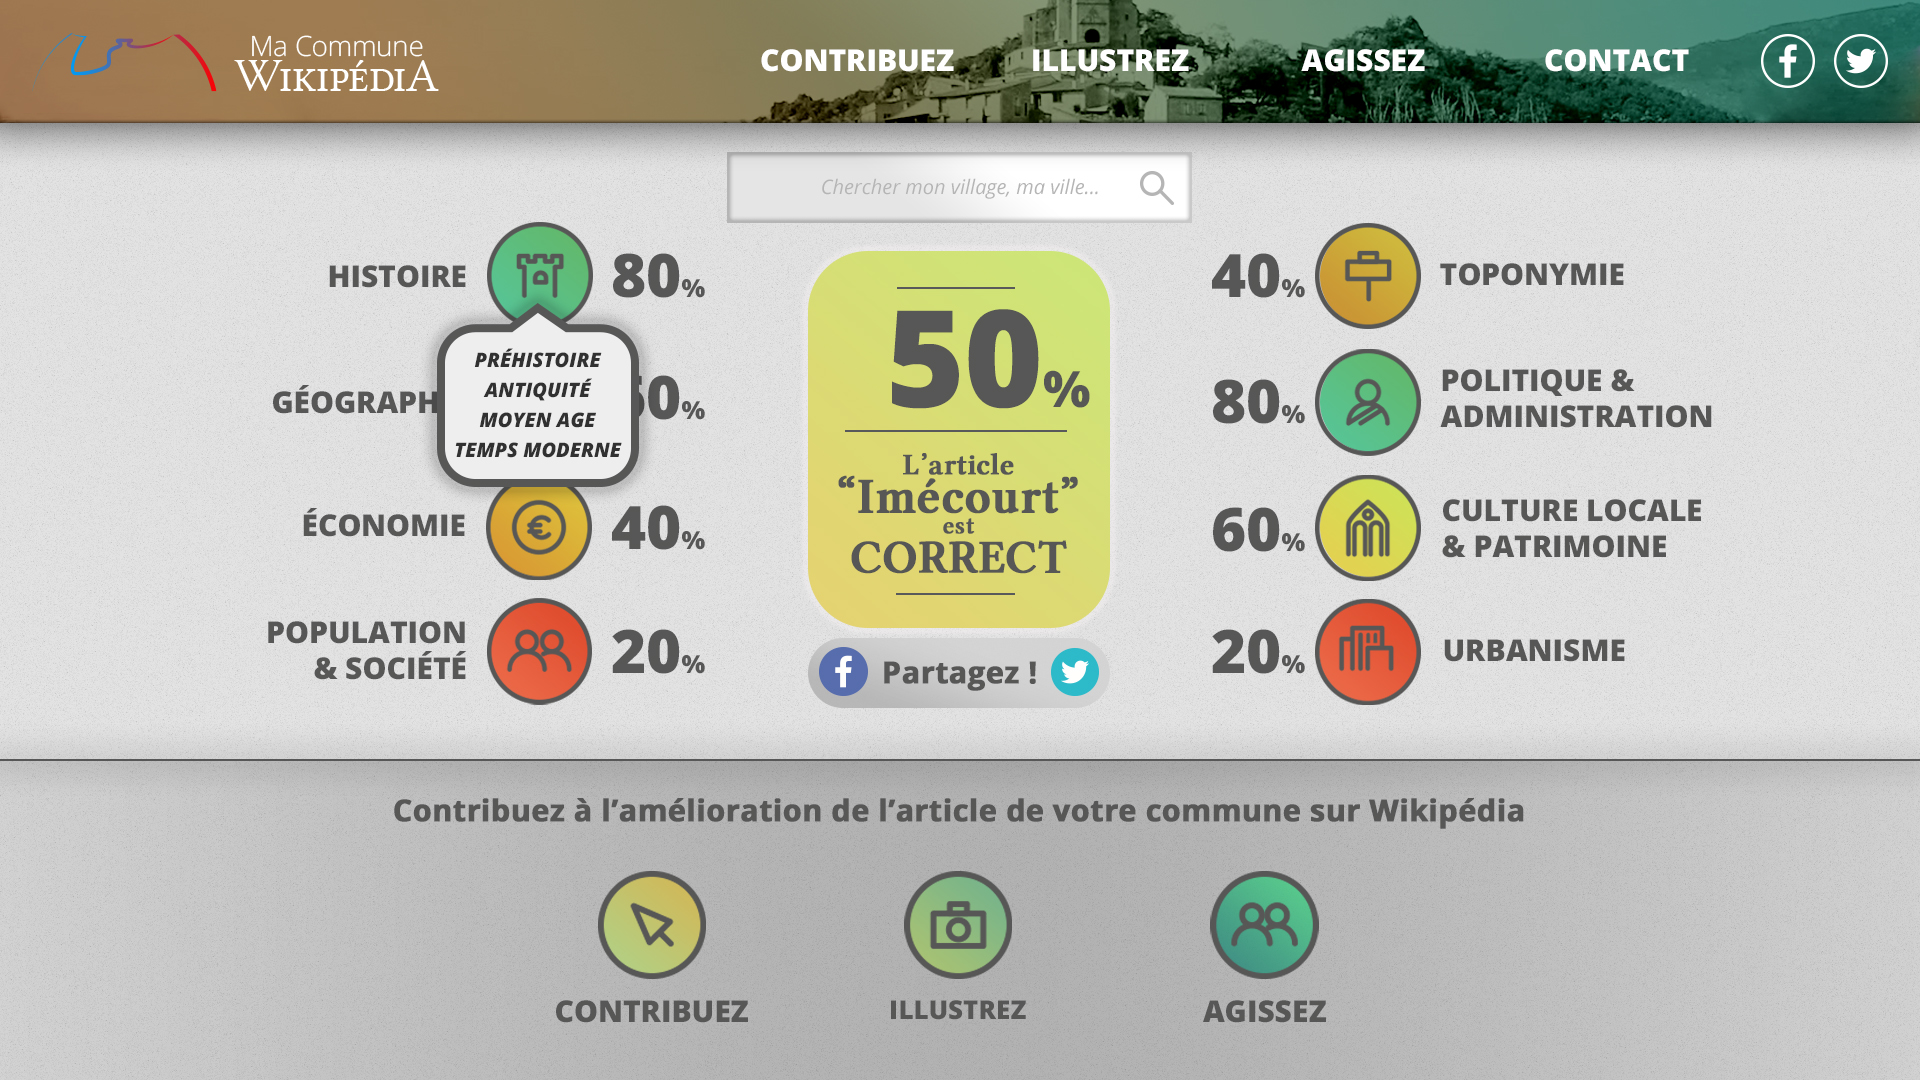 Ma Commune
WIKIPÉDIA
CONTRIBUEZ
ILLUSTREZ
AGISSEZ
CONTACT
Chercher mon village, ma ville...
HISTOIRE
80%
PRÉHISTOIRE
ANTIQUITÉ
MOYEN AGE
TEMPS MODERNE
GÉOGRAPH
0%
ÉCONOMIE
40%
POPULATION
& SOCIÉTÉ
20%
50%
L’article
“Imécourt”
est
CORRECT
Partagez !
40%
TOPONYMIE
80%
POLITIQUE &
ADMINISTRATION
60%
CULTURE LOCALE
& PATRIMOINE
20%
URBANISME
Contribuez à l’amélioration de l’article de votre commune sur Wikipédia
CONTRIBUEZ
ILLUSTREZ
AGISSEZ